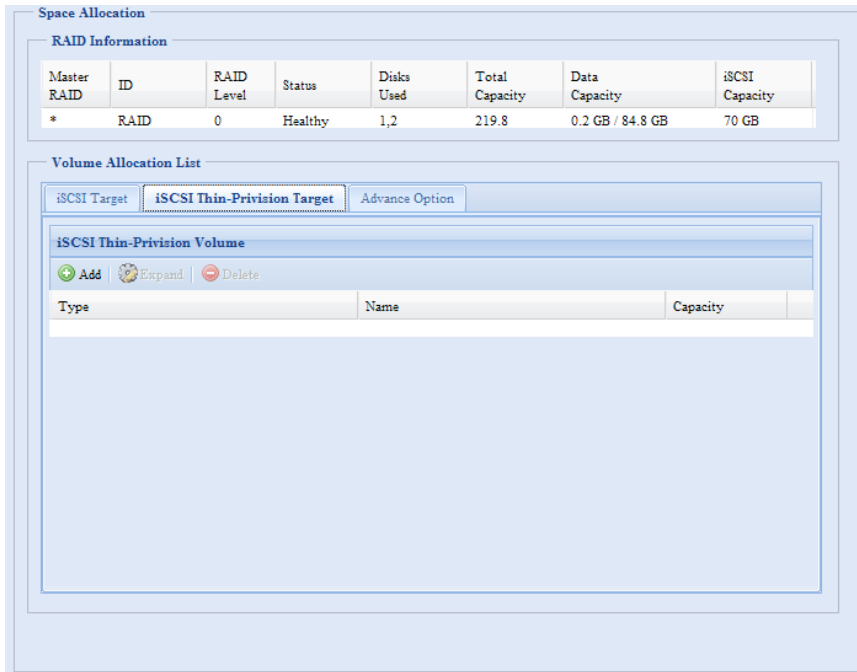 Space Allocation
RAID Information
Master RAID ID RAID Level Status Disks Used Total Capacity Data Capacity iSCSI Capacity
* RAID 0 Healthy 1,2 219.8 0.2 GB / 84.8 GB 70 GB
Volume Allocation List
iSCSI Target iSCSI Thin-Privision Target Advance Option
iSCSI Thin-Privision Volume
Add Expand Delete
Type Name Capacity